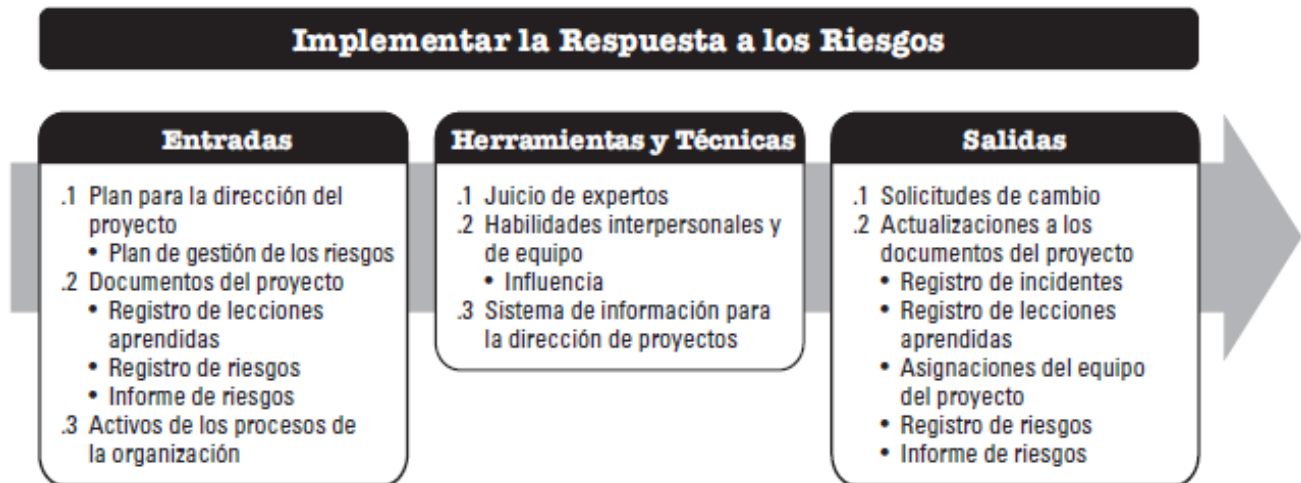 Implementar la Respuesta a los Riesgos
Entradas
.1 Plan para la dirección del
proyecto
• Plan de gestión de los riesgos
.2 Documentos del proyecto
• Registro de lecciones
aprendidas
• Registro de riesgos
• Informe de riesgos
.3 Activos de los procesos de
la organización
Herramientas y Técnicas
.1 Juicio de expertos
.2 Habilidades interpersonales y
de equipo
• Influencia
.3 Sistema de información para
la dirección de proyectos
Salidas
.1 Solicitudes de cambio
.2 Actualizaciones a los
documentos del proyecto
• Registro de incidentes
• Registro de lecciones
aprendidas
• Asignaciones del equipo
del proyecto
• Registro de riesgos
• Informe de riesgos